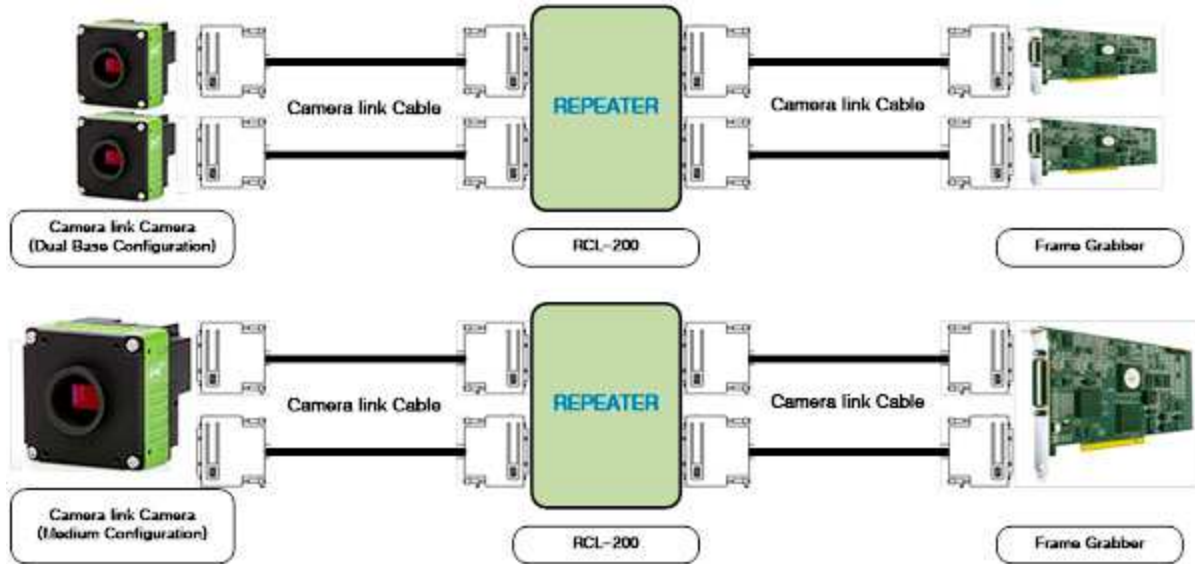 Camera link Cable
REPEATER
Camera link Cable
Camera link Camera
(Dual Base Configuration)
RCL-200
Frame Grabber
Camera link Cable
REPEATER
Camera link Cable
Camera link Camera
(Medium Configuration)
RCL-200
Frame Grabber